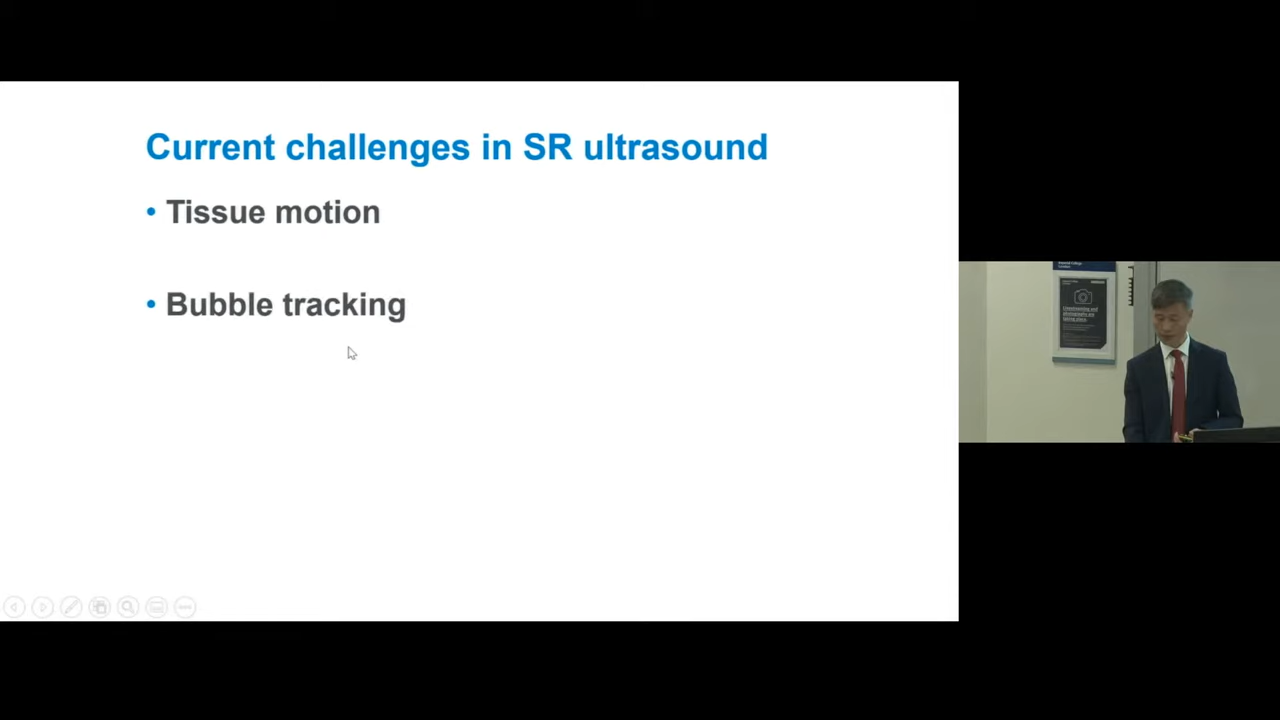 Current challenges in SR ultrasound
• Tissue motion
• Bubble tracking